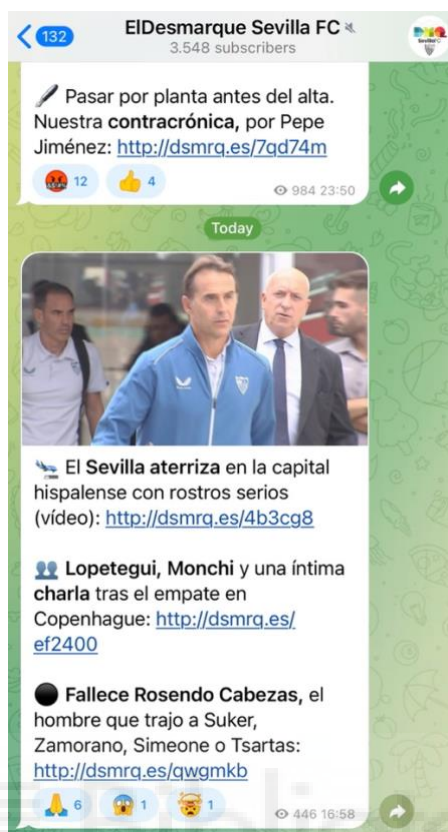 132
ElDesmarque Sevilla FC
3.548 subscribers
Pasar por planta antes del alta.
Nuestra contracrónica, por Pepe
Jiménez: http://dsmrq.es/7qd74m
12
4
984 23:50
Today
El Sevilla aterriza en la capital
hispalense con rostros serios
(vídeo): http://dsmrq.es/4b3cg8
Lopetegui, Monchi y una íntima
charla tras el empate en
Copenhague: http://dsmrq.es/
ef2400
Fallece Rosendo Cabezas, el
hombre que trajo a Suker,
Zamorano, Simeone o Tsartas:
http://dsmrq.es/qwgmkb
6
1
1
446 16:58